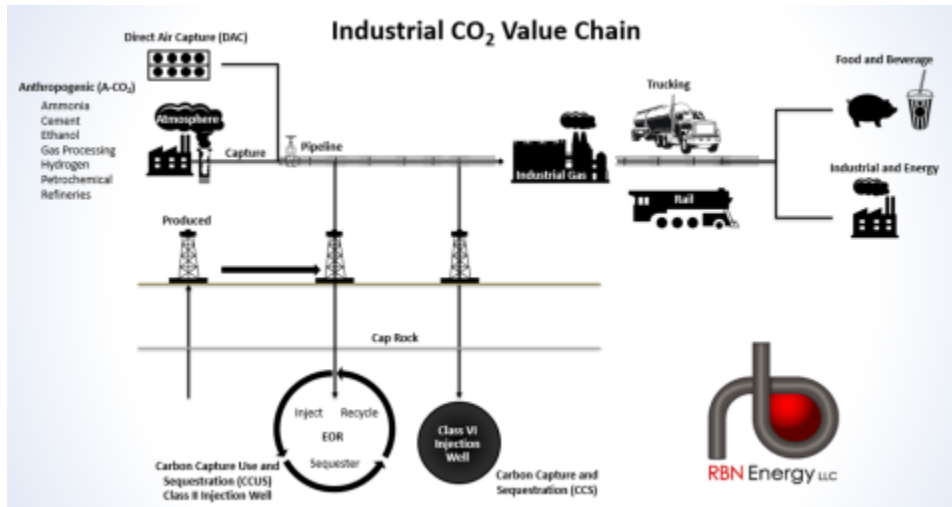 Industrial CO₂ Value Chain
Direct Air Capture (DAC)
Anthropogenic (A-CO₂)
Ammonia
Cement
Ethanol
Gas Processing
Hydrogen
Petrochemical
Refineries
Atmosphere
Capture
Pipeline
Industrial Gas
Trucking
Rail
Food and Beverage
Industrial and Energy
Produced
Cap Rock
Inject Recycle
EOR
Sequester
Carbon Capture Use and
Sequestration (CCUS)
Class II Injection Well
Class VI
Injection
Well
Carbon Capture and
Sequestration (CCS)
RBN Energy LLC